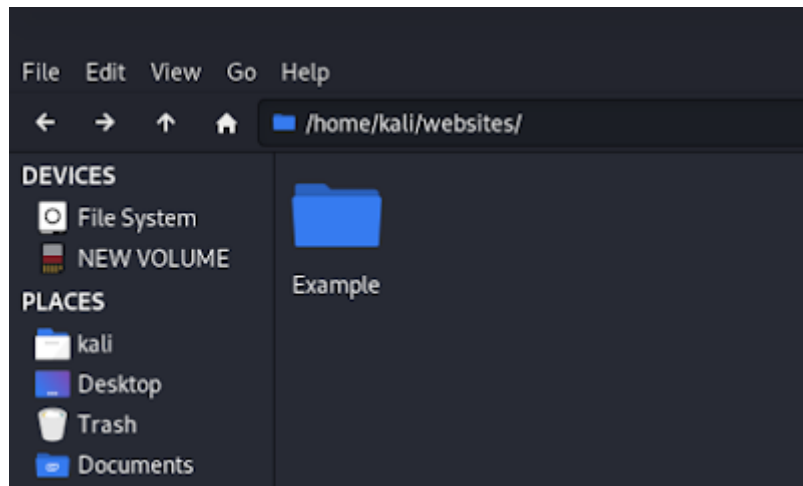 File Edit View Go Help
/home/kali/websites/
DEVICES
File System
NEW VOLUME
PLACES
kali
Desktop
Trash
Documents
Example